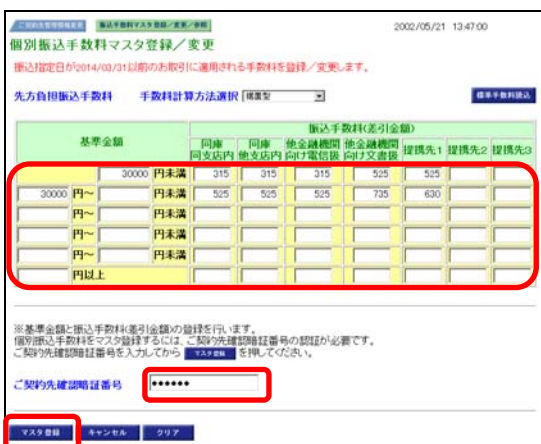 ご契約先管理情報変更 振込手数料マスタ登録/変更/参照 2002/05/21 13:47:00
個別振込手数料マスタ登録／変更
振込指定日が2014/03/31以前のお取引に適用される手数料を登録／変更します。
先方負担振込手数料 手数料計算方法選択 据置型 標準手数料読込
基準金額 振込手数料(差引金額)
同庫同支店内 同庫他支店内 他金融機関向け電信扱 他金融機関向け文書扱 提携先1 提携先2 提携先3
30000 円未満 315 315 315 525 525
30000 円～ 円未満 525 525 525 735 630
円～ 円未満
円～ 円未満
円～ 円未満
円以上
※基準金額と振込手数料(差引金額)の登録を行います。
個別振込手数料をマスタ登録するには、ご契約先確認暗証番号の認証が必要です。
ご契約先確認暗証番号を入力してから マスタ登録 を押してください。
ご契約先確認暗証番号 ●●●●●●
マスタ登録 キャンセル クリア